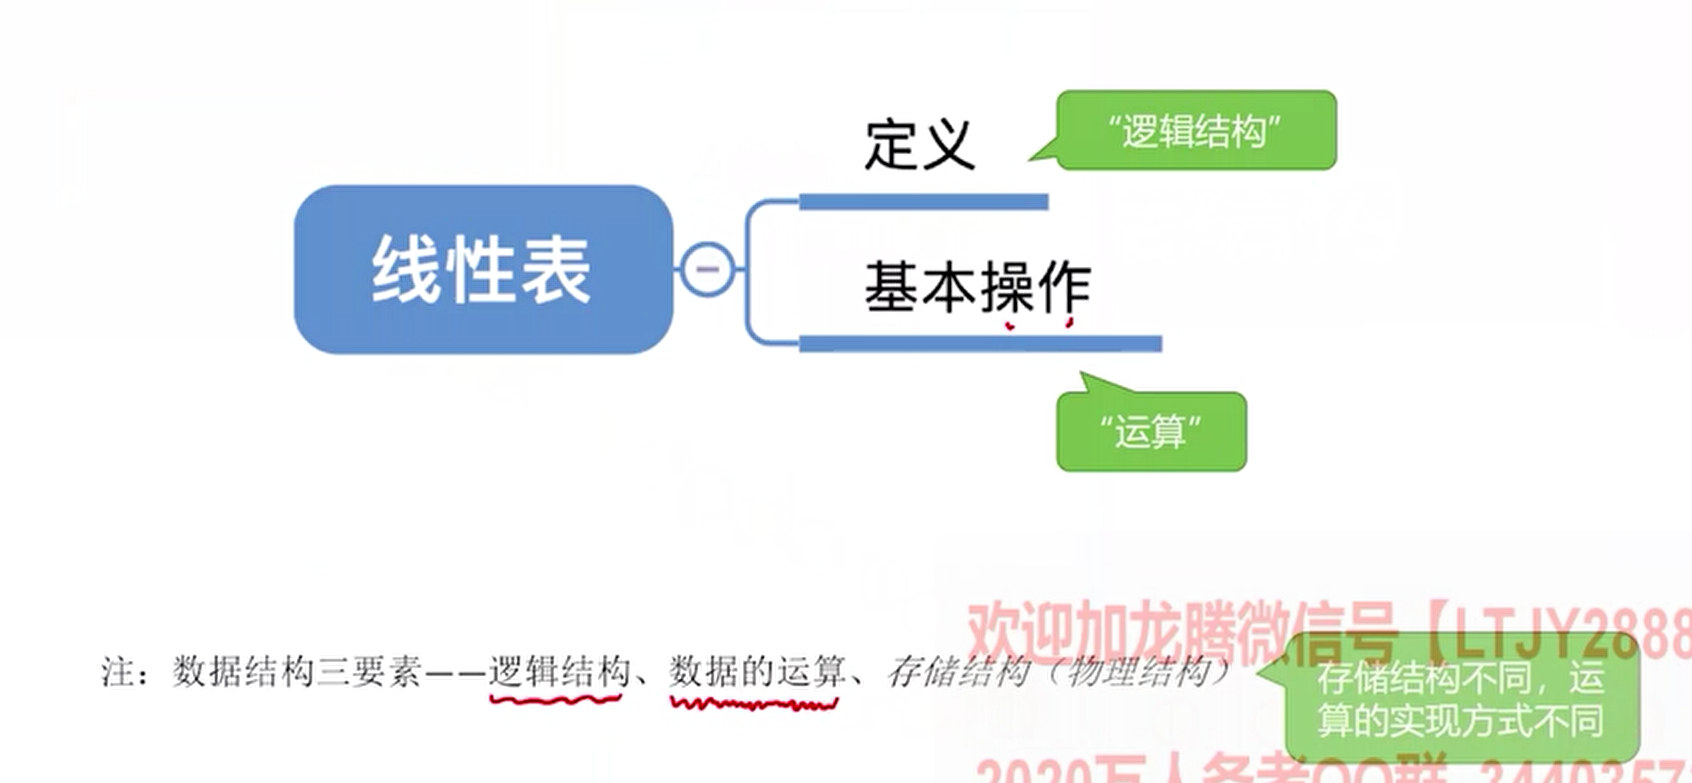 定义
“逻辑结构”
线性表
基本操作
“运算”
欢迎加龙腾微信号【LTJY2888
注：数据结构三要素——逻辑结构、数据的运算、存储结构（物理结构）
存储结构不同，运
算的实现方式不同
2020万人备考QQ群